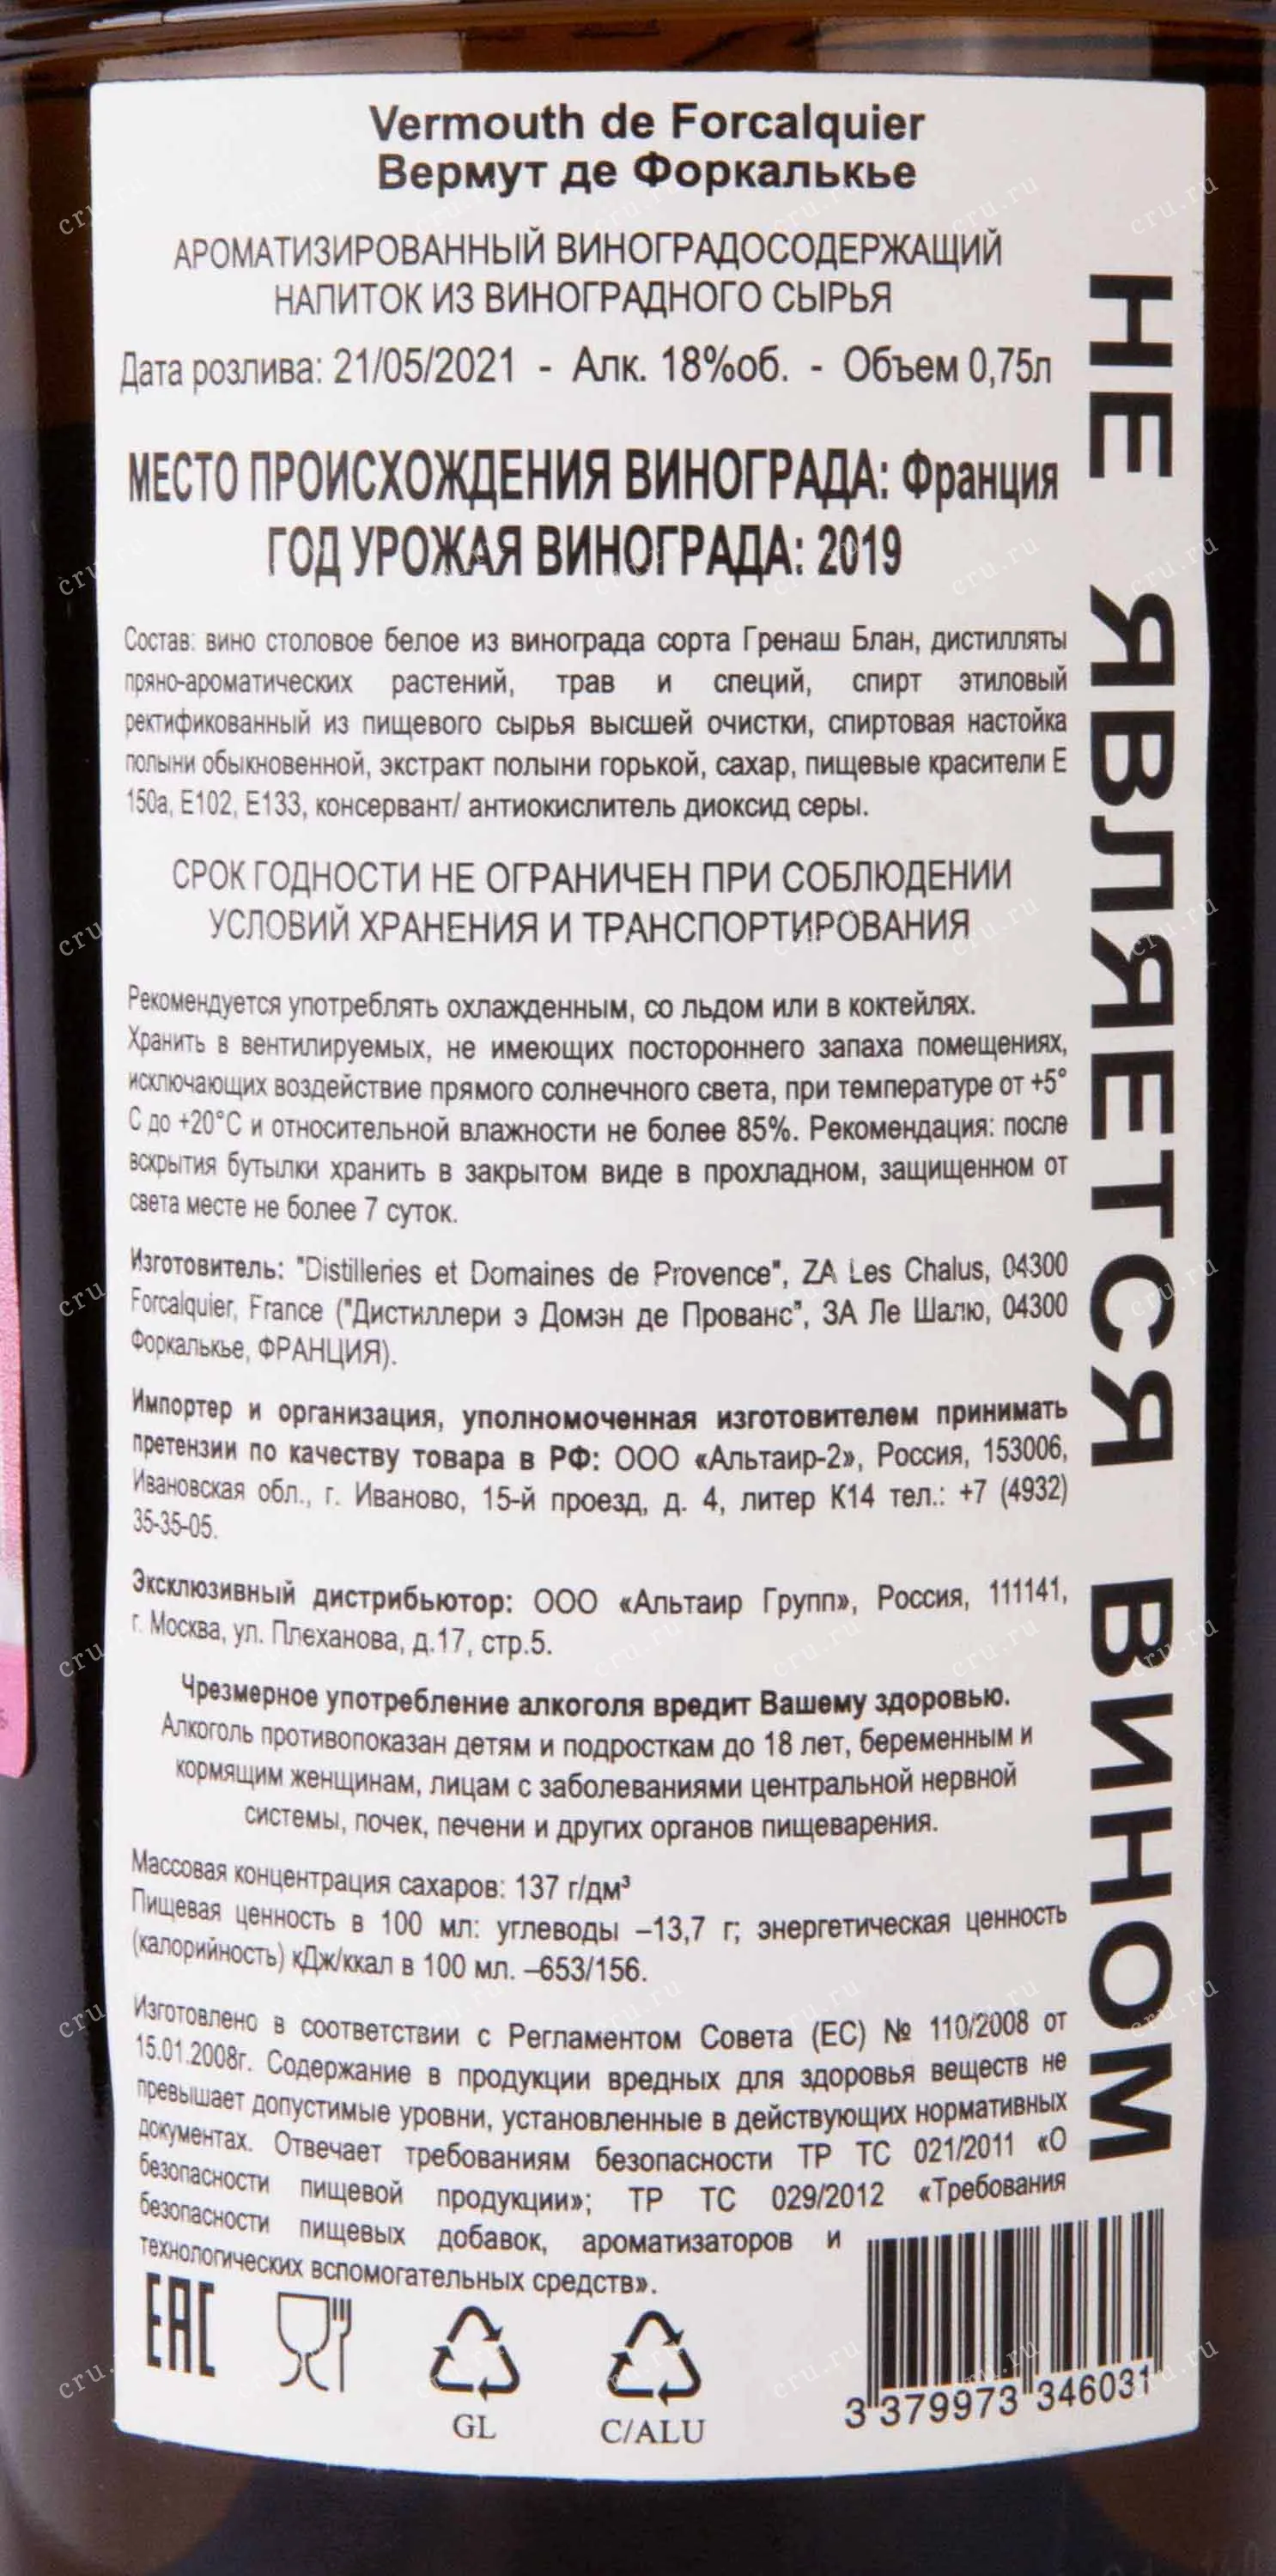 Vermouth de Forcalquier
Вермут де Форкалькье
АРОМАТИЗИРОВАННЫЙ ВИНОГРАДОСОДЕРЖАЩИЙ
НАПИТОК ИЗ ВИНОГРАДНОГО СЫРЬЯ
Дата розлива: 21/05/2021 - Алк. 18%об. - Объем 0,75л
МЕСТО ПРОИСХОЖДЕНИЯ ВИНОГРАДА: Франция
ГОД УРОЖАЯ ВИНОГРАДА: 2019
Состав: вино столовое белое из винограда сорта Гренаш Блан, дистилляты
пряно-ароматических растений, трав и специй, спирт этиловый
ректификованный из пищевого сырья высшей очистки, спиртовая настойка
полыни обыкновенной, экстракт полыни горькой, сахар, пищевые красители Е
150а, Е102, Е133, консервант/ антиокислитель диоксид серы.
СРОК ГОДНОСТИ НЕ ОГРАНИЧЕН ПРИ СОБЛЮДЕНИИ
УСЛОВИЙ ХРАНЕНИЯ И ТРАНСПОРТИРОВАНИЯ
Рекомендуется употреблять охлажденным, со льдом или в коктейлях.
Хранить в вентилируемых, не имеющих постороннего запаха помещениях,
исключающих воздействие прямого солнечного света, при температуре от +5°
С до +20°С и относительной влажности не более 85%. Рекомендация: после
вскрытия бутылки хранить в закрытом виде в прохладном, защищенном от
света месте не более 7 суток.
Изготовитель: "Distilleries et Domaines de Provence", ZA Les Chalus, 04300
Forcalquier, France ("Дистиллери э Домэн де Прованс", ЗА Ле Шалю, 04300
Форкалькье, ФРАНЦИЯ).
Импортер и организация, уполномоченная изготовителем принимать
претензии по качеству товара в РФ: ООО «Альтаир-2», Россия, 153006,
Ивановская обл., г. Иваново, 15-й проезд, д. 4, литер К14 тел.: +7 (4932)
35-35-05.
Эксклюзивный дистрибьютор: ООО «Альтаир Групп», Россия, 111141,
г. Москва, ул. Плеханова, д.17, стр.5.
Чрезмерное употребление алкоголя вредит Вашему здоровью.
Алкоголь противопоказан детям и подросткам до 18 лет, беременным и
кормящим женщинам, лицам с заболеваниями центральной нервной
системы, почек, печени и других органов пищеварения.
Массовая концентрация сахаров: 137 г/дм³
Пищевая ценность в 100 мл: углеводы –13,7 г; энергетическая ценность
(калорийность) кДж/ккал в 100 мл. –653/156.
Изготовлено в соответствии с Регламентом Совета (ЕС) № 110/2008 от
15.01.2008г. Содержание в продукции вредных для здоровья веществ не
превышает допустимые уровни, установленные в действующих нормативных
документах. Отвечает требованиям безопасности ТР ТС 021/2011 «О
безопасности пищевой продукции»; ТР ТС 029/2012 «Требования
безопасности пищевых добавок, ароматизаторов и
технологических вспомогательных средств».
EAC
GL
C/ALU
3 379973 346031
НЕ ЯВЛЯЕТСЯ ВИНОМ
cru.ru